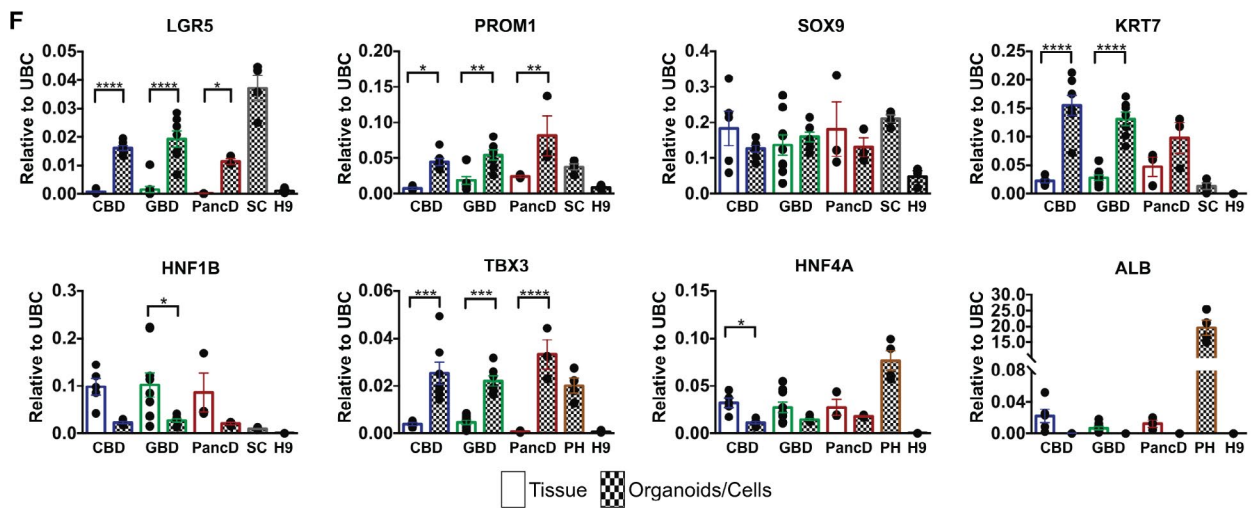 F
LGR5
Relative to UBC
0.05
0.04
0.03
0.02
0.01
0.00
**** **** *
CBD GBD PancD SC H9
PROM1
Relative to UBC
0.20
0.15
0.10
0.05
0.00
* ** **
CBD GBD PancD SC H9
SOX9
Relative to UBC
0.4
0.3
0.2
0.1
0.0
CBD GBD PancD SC H9
KRT7
Relative to UBC
0.25
0.20
0.15
0.10
0.05
0.00
**** ****
CBD GBD PancD SC H9
HNF1B
Relative to UBC
0.3
0.2
0.1
0.0
*
CBD GBD PancD SC H9
TBX3
Relative to UBC
0.06
0.04
0.02
0.00
*** *** ****
CBD GBD PancD PH H9
HNF4A
Relative to UBC
0.15
0.10
0.05
0.00
*
CBD GBD PancD PH H9
ALB
Relative to UBC
30.0
25.0
20.0
15.0
0.08
0.04
0.00
CBD GBD PancD PH H9
Tissue Organoids/Cells